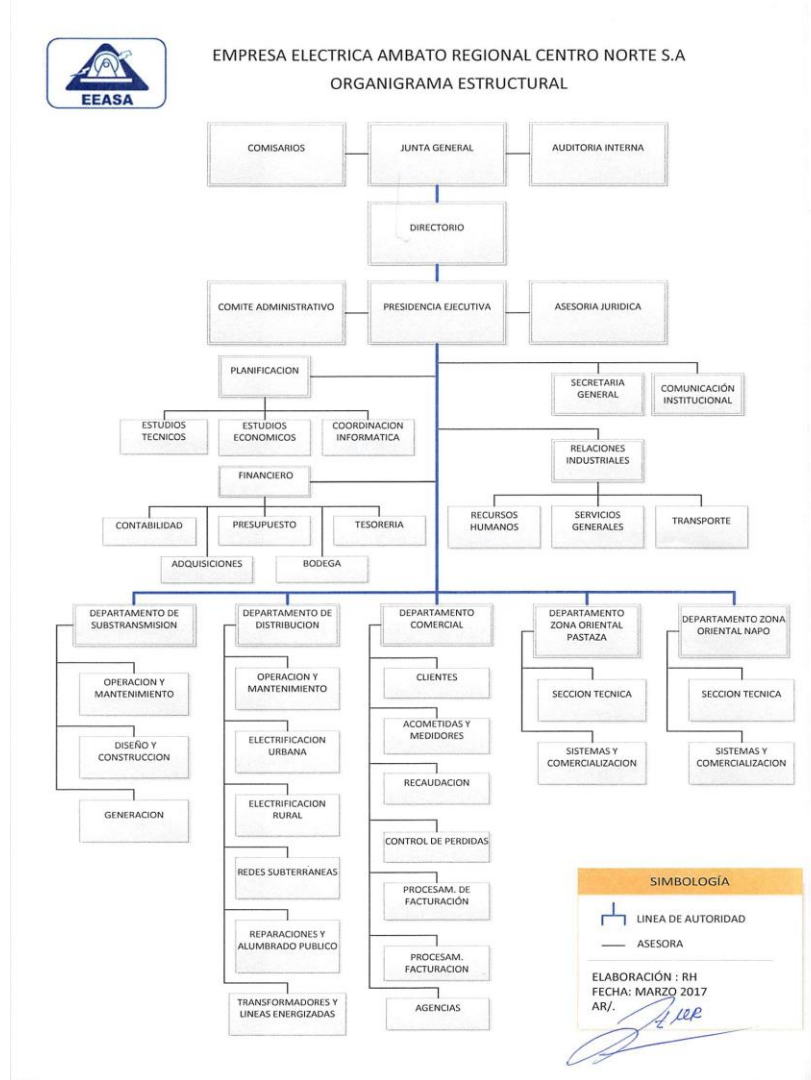 EEASA
EMPRESA ELECTRICA AMBATO REGIONAL CENTRO NORTE S.A
ORGANIGRAMA ESTRUCTURAL
COMISARIOS
JUNTA GENERAL
AUDITORIA INTERNA
DIRECTORIO
COMITE ADMINISTRATIVO
PRESIDENCIA EJECUTIVA
ASESORIA JURIDICA
PLANIFICACION
SECRETARIA
GENERAL
COMUNICACIÓN
INSTITUCIONAL
ESTUDIOS
TECNICOS
ESTUDIOS
ECONOMICOS
COORDINACION
INFORMATICA
RELACIONES
INDUSTRIALES
FINANCIERO
CONTABILIDAD
PRESUPUESTO
TESORERIA
RECURSOS
HUMANOS
SERVICIOS
GENERALES
TRANSPORTE
ADQUISICIONES
BODEGA
DEPARTAMENTO DE
SUBSTRANSMISION
DEPARTAMENTO DE
DISTRIBUCION
DEPARTAMENTO
COMERCIAL
DEPARTAMENTO
ZONA ORIENTAL
PASTAZA
DEPARTAMENTO ZONA
ORIENTAL NAPO
OPERACION Y
MANTENIMIENTO
DISEÑO Y
CONSTRUCCION
GENERACION
OPERACION Y
MANTENIMIENTO
ELECTRIFICACION
URBANA
ELECTRIFICACION
RURAL
REDES SUBTERRANEAS
REPARACIONES Y
ALUMBRADO PUBLICO
TRANSFORMADORES Y
LINEAS ENERGIZADAS
CLIENTES
ACOMETIDAS Y
MEDIDORES
RECAUDACION
CONTROL DE PERDIDAS
PROCESAM. DE
FACTURACIÓN
PROCESAM.
FACTURACION
AGENCIAS
SECCION TECNICA
SISTEMAS Y
COMERCIALIZACION
SECCION TECNICA
SISTEMAS Y
COMERCIALIZACION
SIMBOLOGÍA
LINEA DE AUTORIDAD
ASESORA
ELABORACIÓN : RH
FECHA: MARZO 2017
AR/.